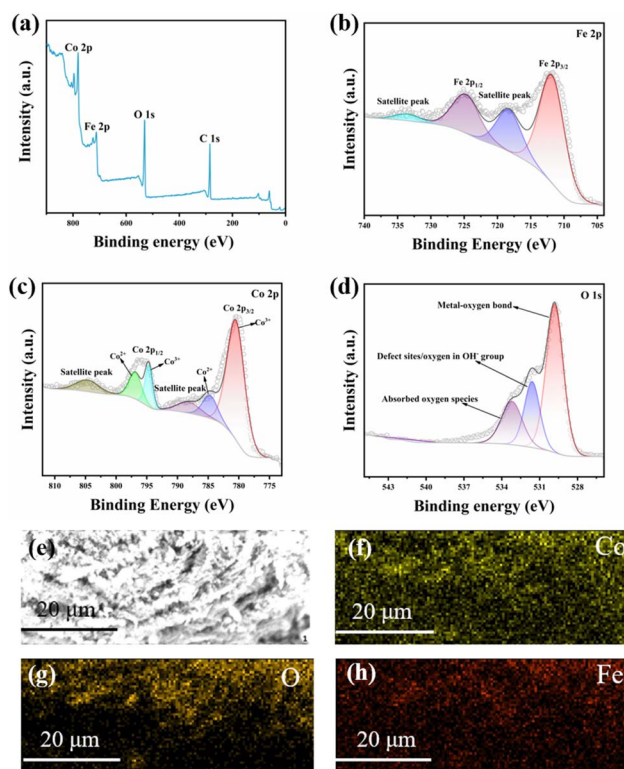 (a)
Co 2p
Fe 2p
O 1s
C 1s
Intensity (a.u.)
800 600 400 200 0
Binding energy (eV)
(b)
Fe 2p
Fe 2p3/2
Fe 2p1/2
Satellite peak
Satellite peak
Intensity (a.u.)
740 735 730 725 720 715 710 705
Binding Energy (eV)
(c)
Co 2p
Co 2p3/2
Co3+
Co 2p1/2
Co2+
Co3+
Satellite peak
Satellite peak
Co2+
Intensity (a.u.)
810 805 800 795 790 785 780 775
Binding Energy (eV)
(d)
O 1s
Metal-oxygen bond
Defect sites/oxygen in OH- group
Absorbed oxygen species
Intensity (a.u.)
543 540 537 534 531 528
Binding energy (eV)
(e)
20 μm
1
(f)
Co
20 μm
(g)
O
20 μm
(h)
Fe
20 μm